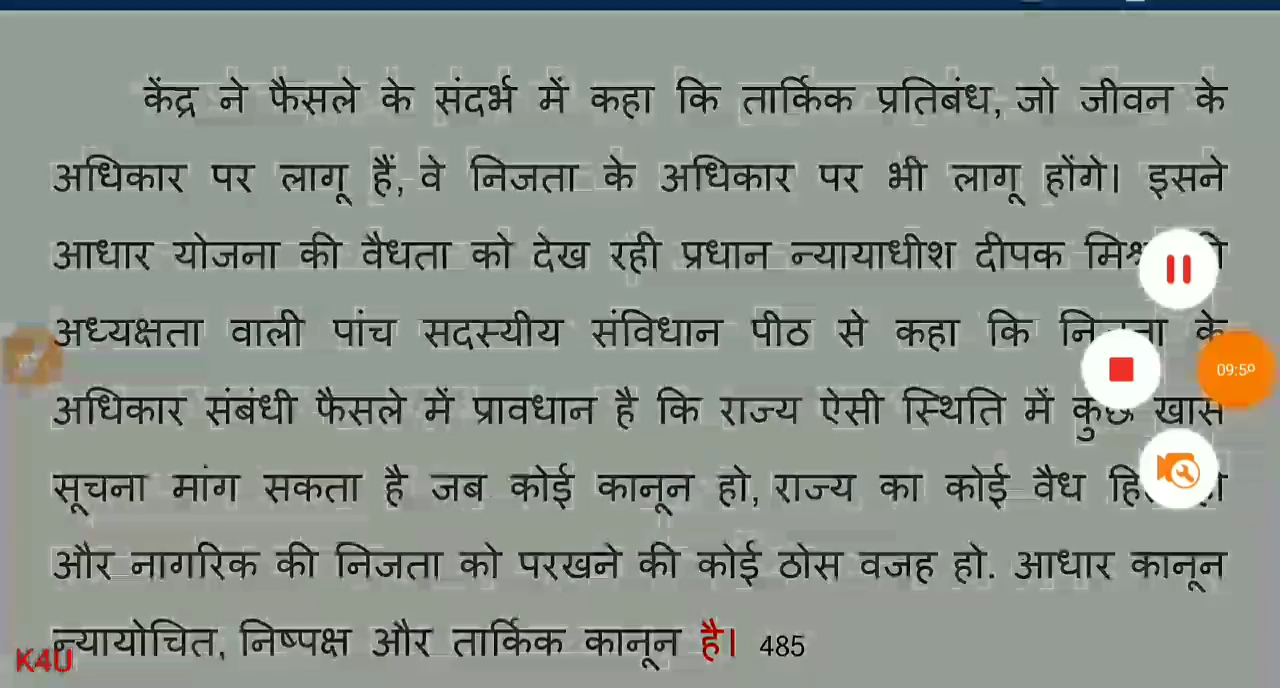 केंद्र ने फैसले के संदर्भ में कहा कि तार्किक प्रतिबंध, जो जीवन के
अधिकार पर लागू हैं, वे निजता के अधिकार पर भी लागू होंगे। इसने
आधार योजना की वैधता को देख रही प्रधान न्यायाधीश दीपक
अध्यक्षता वाली पांच सदस्यीय संविधान पीठ से कहा कि के
अधिकार संबंधी फैसले में प्रावधान है कि राज्य ऐसी स्थिति में कुछ खास
सूचना मांग सकता है जब कोई कानून हो, राज्य का कोई वैध
और नागरिक की निजता को परखने की कोई ठोस वजह हो. आधार कानून
न्यायोचित, निष्पक्ष और तार्किक कानून है। 485
K4U
09:50